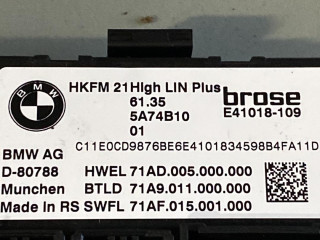 BMW
HKFM 21High LIN Plus
61.35
5A74B10
01
brose
E41018-109
C11E0CD9876BE6E4101834598B4FA11D
BMW AG
D-80788
Munchen
Made in RS
HWEL 71AD.005.000.000
BTLD 71A9.011.000.000
SWFL 71AF.015.001.000